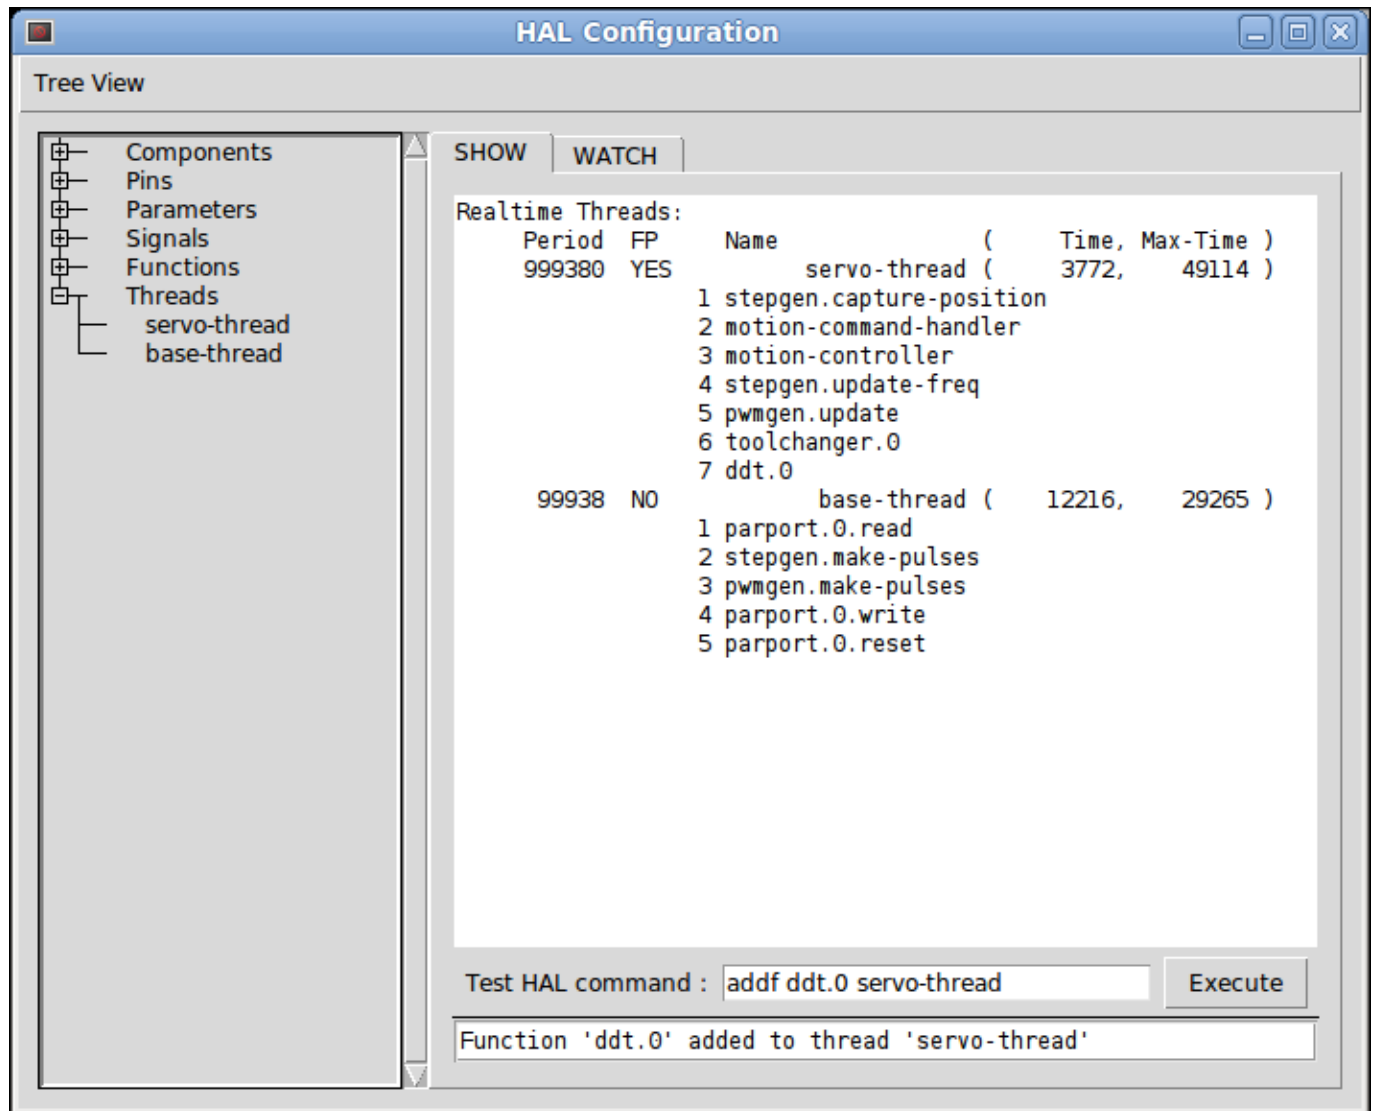 HAL Configuration
Tree View
Components
Pins
Parameters
Signals
Functions
Threads
servo-thread
base-thread
SHOW WATCH
Realtime Threads:
Period FP Name ( Time, Max-Time )
999380 YES servo-thread ( 3772, 49114 )
1 stepgen.capture-position
2 motion-command-handler
3 motion-controller
4 stepgen.update-freq
5 pwmgen.update
6 toolchanger.0
7 ddt.0
99938 NO base-thread ( 12216, 29265 )
1 parport.0.read
2 stepgen.make-pulses
3 pwmgen.make-pulses
4 parport.0.write
5 parport.0.reset
Test HAL command : addf ddt.0 servo-thread Execute
Function 'ddt.0' added to thread 'servo-thread'